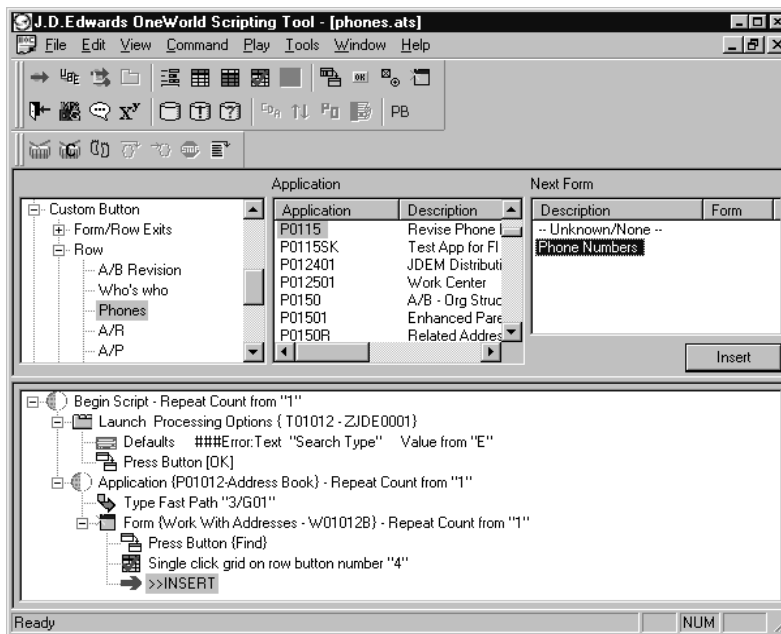 J.D.Edwards OneWorld Scripting Tool - [phones.ats]
File Edit View Command Play Tools Window Help
UBE OK
X^Y T ? PB
C STOP
Application Next Form
Custom Button
Form/Row Exits
Row
A/B Revision
Who's who
Phones
A/R
A/P
Application Description
P0115 Revise Phone
P0115SK Test App for Fl
P012401 JDEM Distributi
P012501 Work Center
P0150 A/B - Org Struc
P01501 Enhanced Pare
P0150R Related Addres
Description Form
-- Unknown/None --
Phone Numbers
Insert
Begin Script - Repeat Count from "1"
Launch Processing Options { T01012 - ZJDE0001}
Defaults ###Error:Text "Search Type" Value from "E"
Press Button [OK]
Application {P01012-Address Book} - Repeat Count from "1"
Type Fast Path "3/G01"
Form {Work With Addresses - W01012B} - Repeat Count from "1"
Press Button {Find}
Single click grid on row button number "4"
>>INSERT
Ready NUM